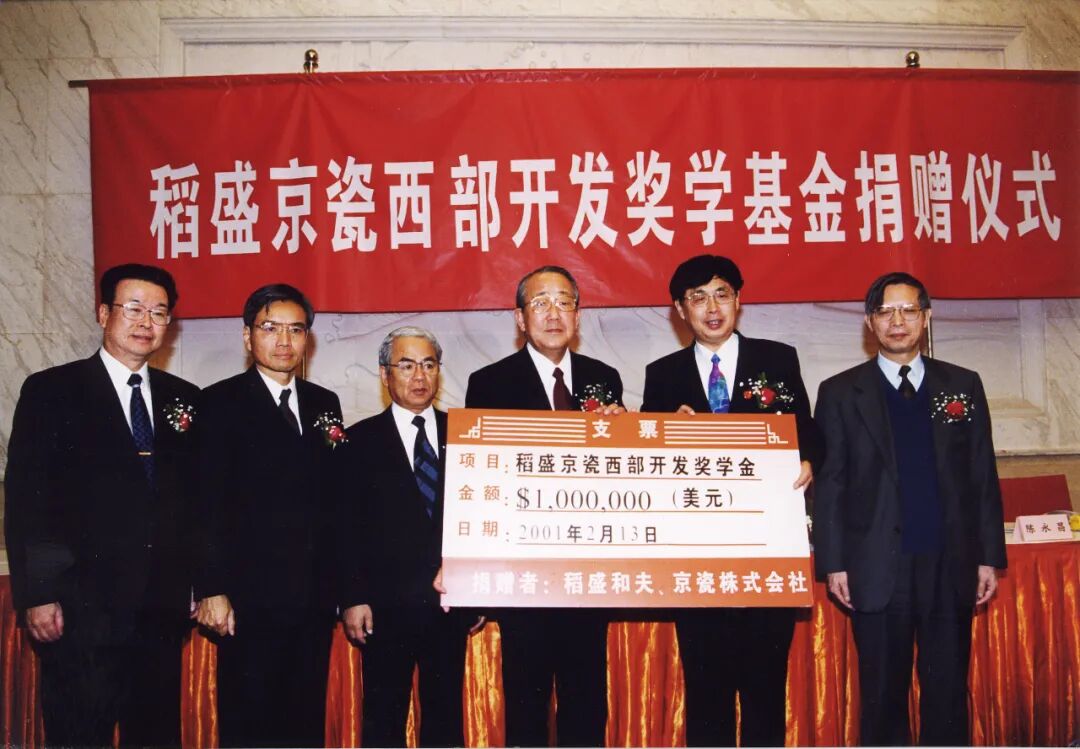 稻盛京瓷西部开发奖学基金捐赠仪式
支票
项目：稻盛京瓷西部开发奖学金
金额：$1,000,000（美元）
日期：2001年2月13日
捐赠者：稻盛和夫、京瓷株式会社
陈永昌